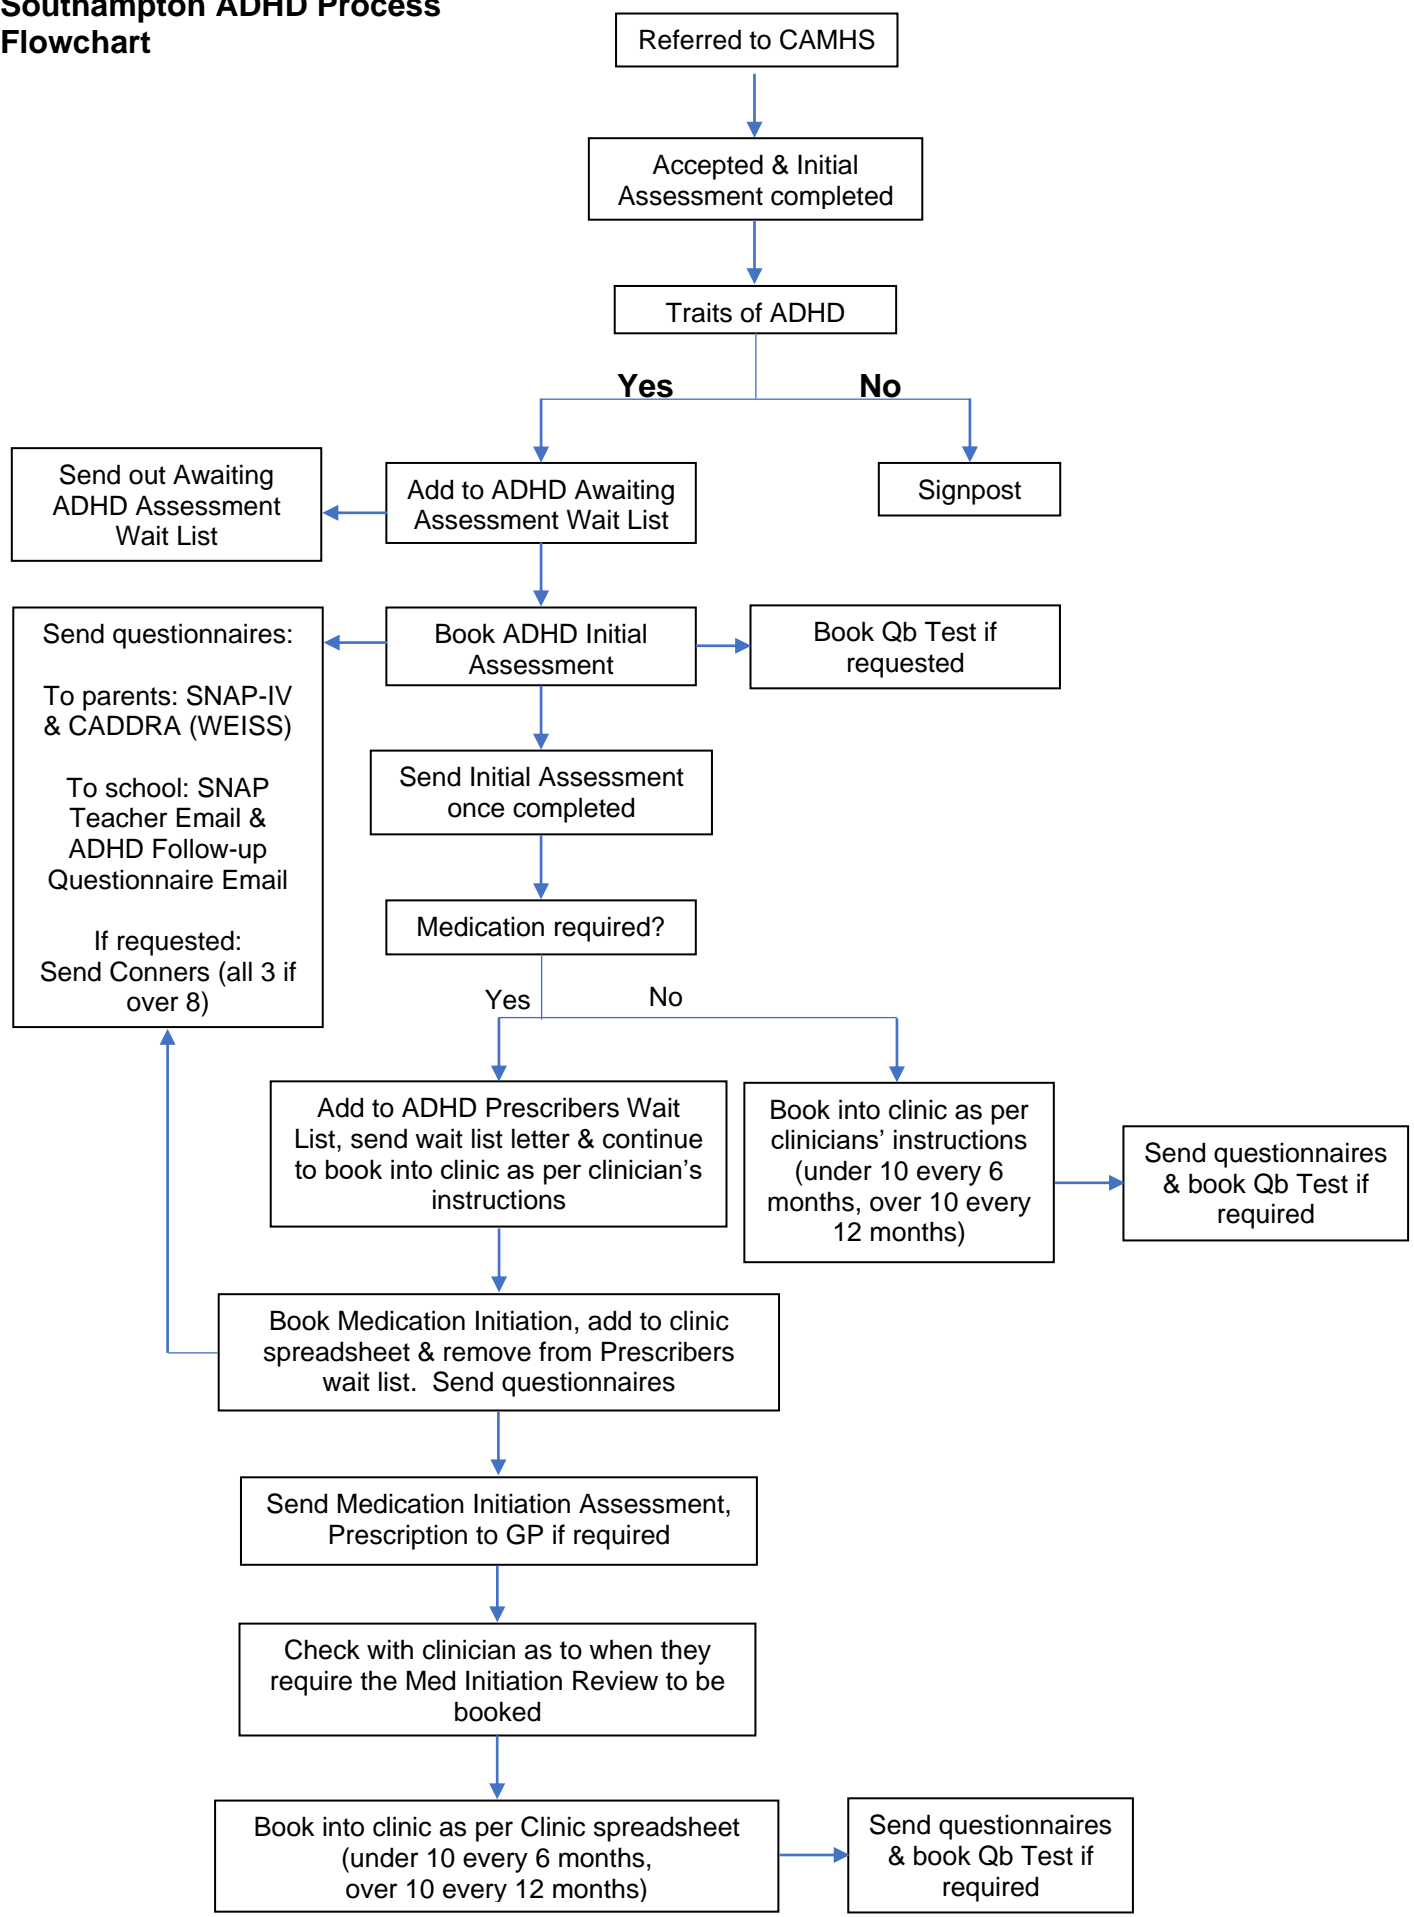 Southampton ADHD Process
Flowchart
Referred to CAMHS
Accepted & Initial
Assessment completed
Traits of ADHD
Yes
No
Send out Awaiting
ADHD Assessment
Wait List
Add to ADHD Awaiting
Assessment Wait List
Signpost
Send questionnaires:
To parents: SNAP-IV
& CADDRA (WEISS)
To school: SNAP
Teacher Email &
ADHD Follow-up
Questionnaire Email
If requested:
Send Conners (all 3 if
over 8)
Book ADHD Initial
Assessment
Book Qb Test if
requested
Send Initial Assessment
once completed
Medication required?
Yes
No
Add to ADHD Prescribers Wait
List, send wait list letter & continue
to book into clinic as per clinician’s
instructions
Book into clinic as per
clinicians’ instructions
(under 10 every 6
months, over 10 every
12 months)
Send questionnaires
& book Qb Test if
required
Book Medication Initiation, add to clinic
spreadsheet & remove from Prescribers
wait list.  Send questionnaires
Send Medication Initiation Assessment,
Prescription to GP if required
Check with clinician as to when they
require the Med Initiation Review to be
booked
Book into clinic as per Clinic spreadsheet
(under 10 every 6 months,
over 10 every 12 months)
Send questionnaires
& book Qb Test if
required